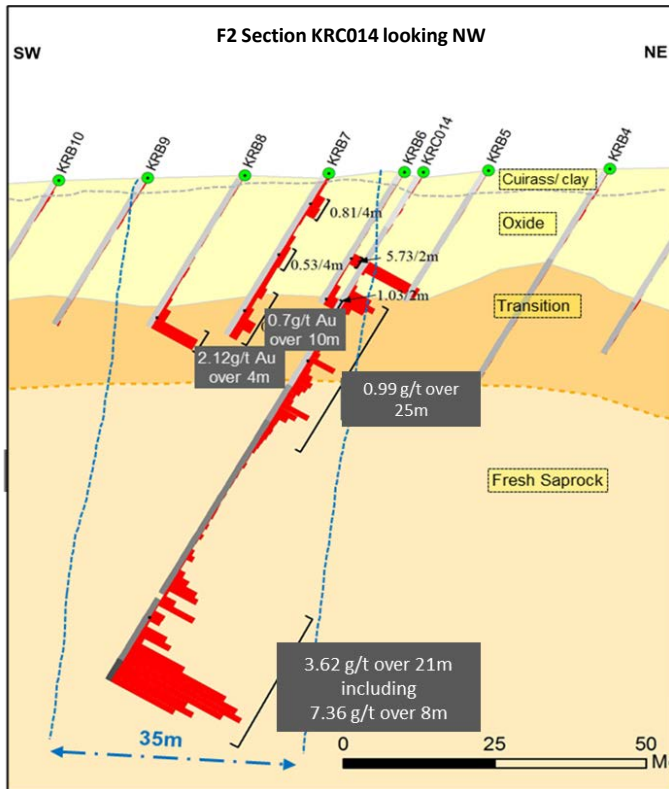 F2 Section KRC014 looking NW
SW
NE
KRB10
KRB9
KRB8
KRB7
KRB6
KRC014
KRB5
KRB4
Cuirass/ clay
Oxide
0.81/4m
0.53/4m
5.73/2m
1.03/2m
Transition
0.7g/t Au
over 10m
2.12g/t Au
over 4m
0.99 g/t over
25m
Fresh Saprock
3.62 g/t over 21m
including
7.36 g/t over 8m
35m
0
25
50
Me